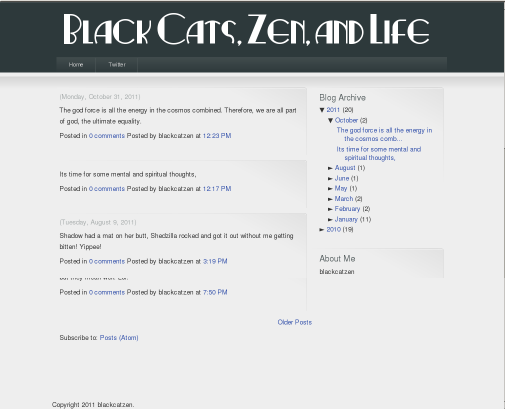 Black Cats, Zen, and Life
Home Twitter
(Monday, October 31, 2011)
The god force is all the energy in the cosmos combined. Therefore, we are all part
of god, the ultimate equality.
Posted in 0 comments Posted by blackcatzen at 12:23 PM
Its time for some mental and spiritual thoughts,
Posted in 0 comments Posted by blackcatzen at 12:17 PM
(Tuesday, August 9, 2011)
Shadow had a mat on her butt, Shedzilla rocked and got it out without me getting
bitten! Yippee!
Posted in 0 comments Posted by blackcatzen at 3:19 PM
but they mean
Posted in 0 comments Posted by blackcatzen at 7:50 PM
Older Posts
Subscribe to: Posts (Atom)
Blog Archive
▼ 2011 (20)
▼ October (2)
The god force is all the energy in
the cosmos comb...
Its time for some mental and
spiritual thoughts,
► August (1)
► June (1)
► May (1)
► March (2)
► February (2)
► January (11)
► 2010 (19)
About Me
blackcatzen
Copyright 2011 blackcatzen.